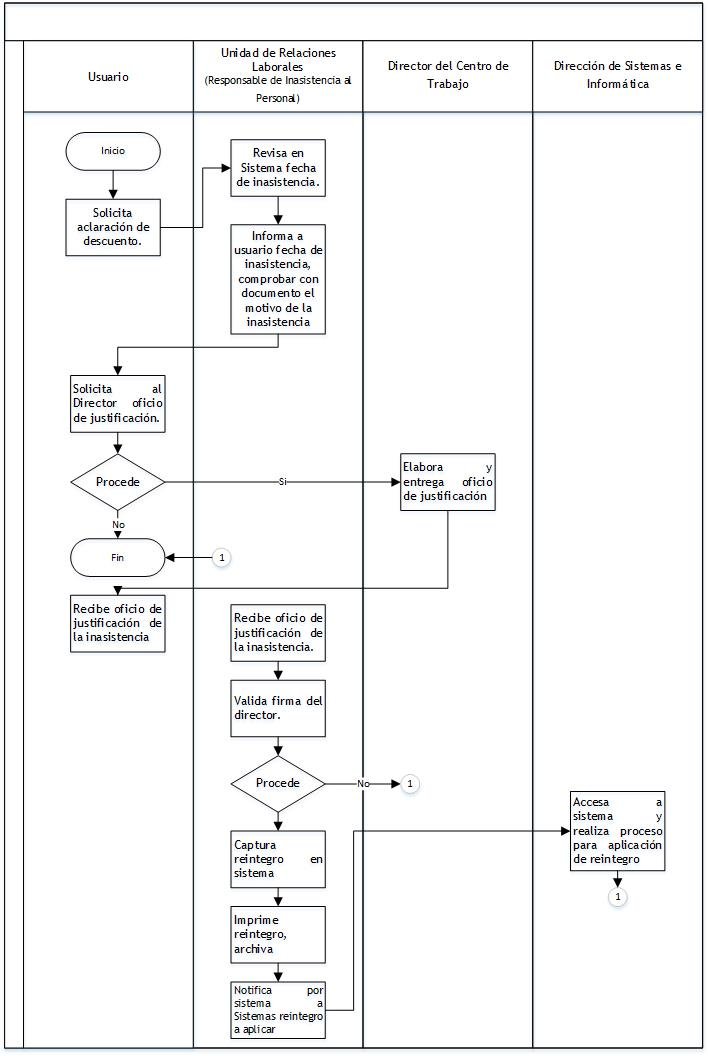 Usuario
Unidad de Relaciones
Laborales
(Responsable de Inasistencia al
Personal)
Director del Centro de
Trabajo
Dirección de Sistemas e
Informática
Inicio
Solicita
aclaración de
descuento.
Revisa en
Sistema fecha
de inasistencia.
Informa a
usuario fecha de
inasistencia,
comprobar con
documento el
motivo de la
inasistencia
Solicita al
Director oficio
de justificación.
Procede
Si
Elabora y
entrega oficio
de justificación
No
Fin
1
Recibe oficio de
justificación de
la inasistencia
Recibe oficio de
justificación de
la inasistencia.
Valida firma del
director.
Procede
No
1
Captura
reintegro en
sistema
Accesa a
sistema y
realiza proceso
para aplicación
de reintegro
1
Imprime
reintegro,
archiva
Notifica por
sistema a
Sistemas reintegro
a aplicar